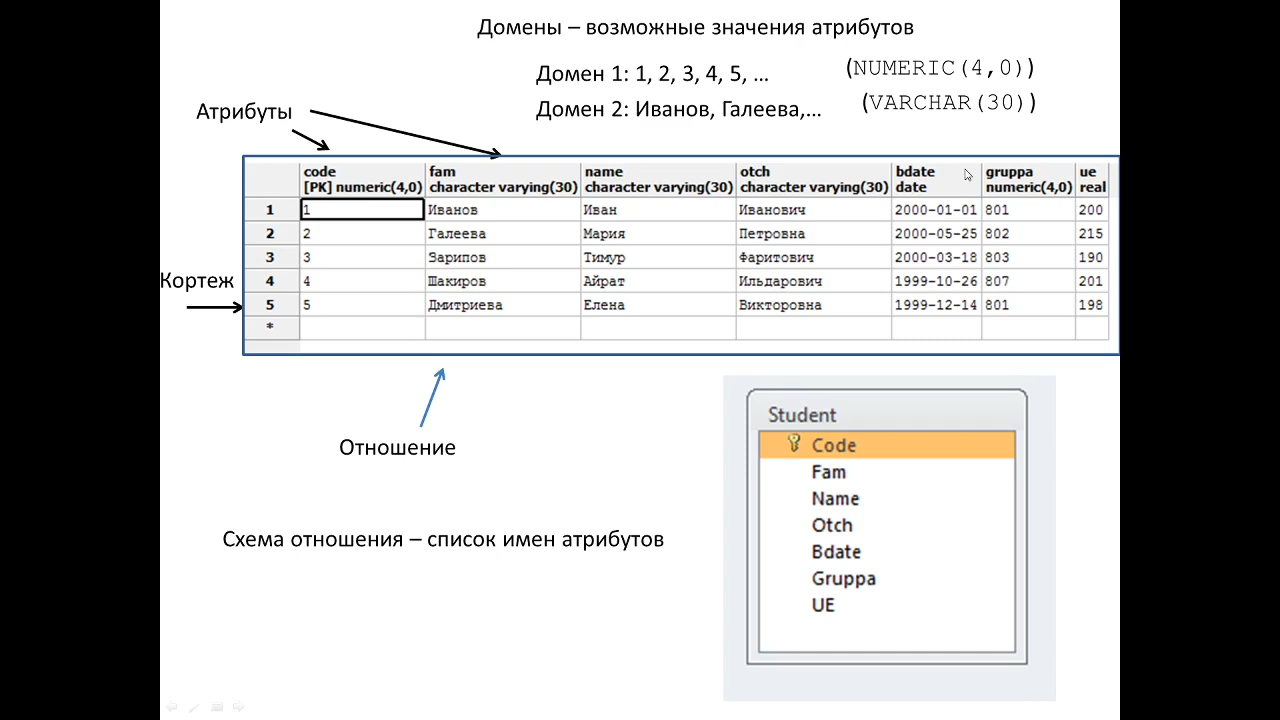 Домены – возможные значения атрибутов
Домен 1: 1, 2, 3, 4, 5, … (NUMERIC(4,0))
Домен 2: Иванов, Галеева,… (VARCHAR(30))
Атрибуты
code fam name otch bdate gruppa ue
[PK] numeric(4,0) character varying(30) character varying(30) character varying(30) date numeric(4,0) real
1 1 Иванов Иван Иванович 2000-01-01 801 200
2 2 Галеева Мария Петровна 2000-05-25 802 215
3 3 Зарипов Тимур Фаритович 2000-03-18 803 190
Кортеж
4 4 Шакиров Айрат Ильдарович 1999-10-26 807 201
5 5 Дмитриева Елена Викторовна 1999-12-14 801 198
*
Отношение
Схема отношения – список имен атрибутов
Student
Code
Fam
Name
Otch
Bdate
Gruppa
UE